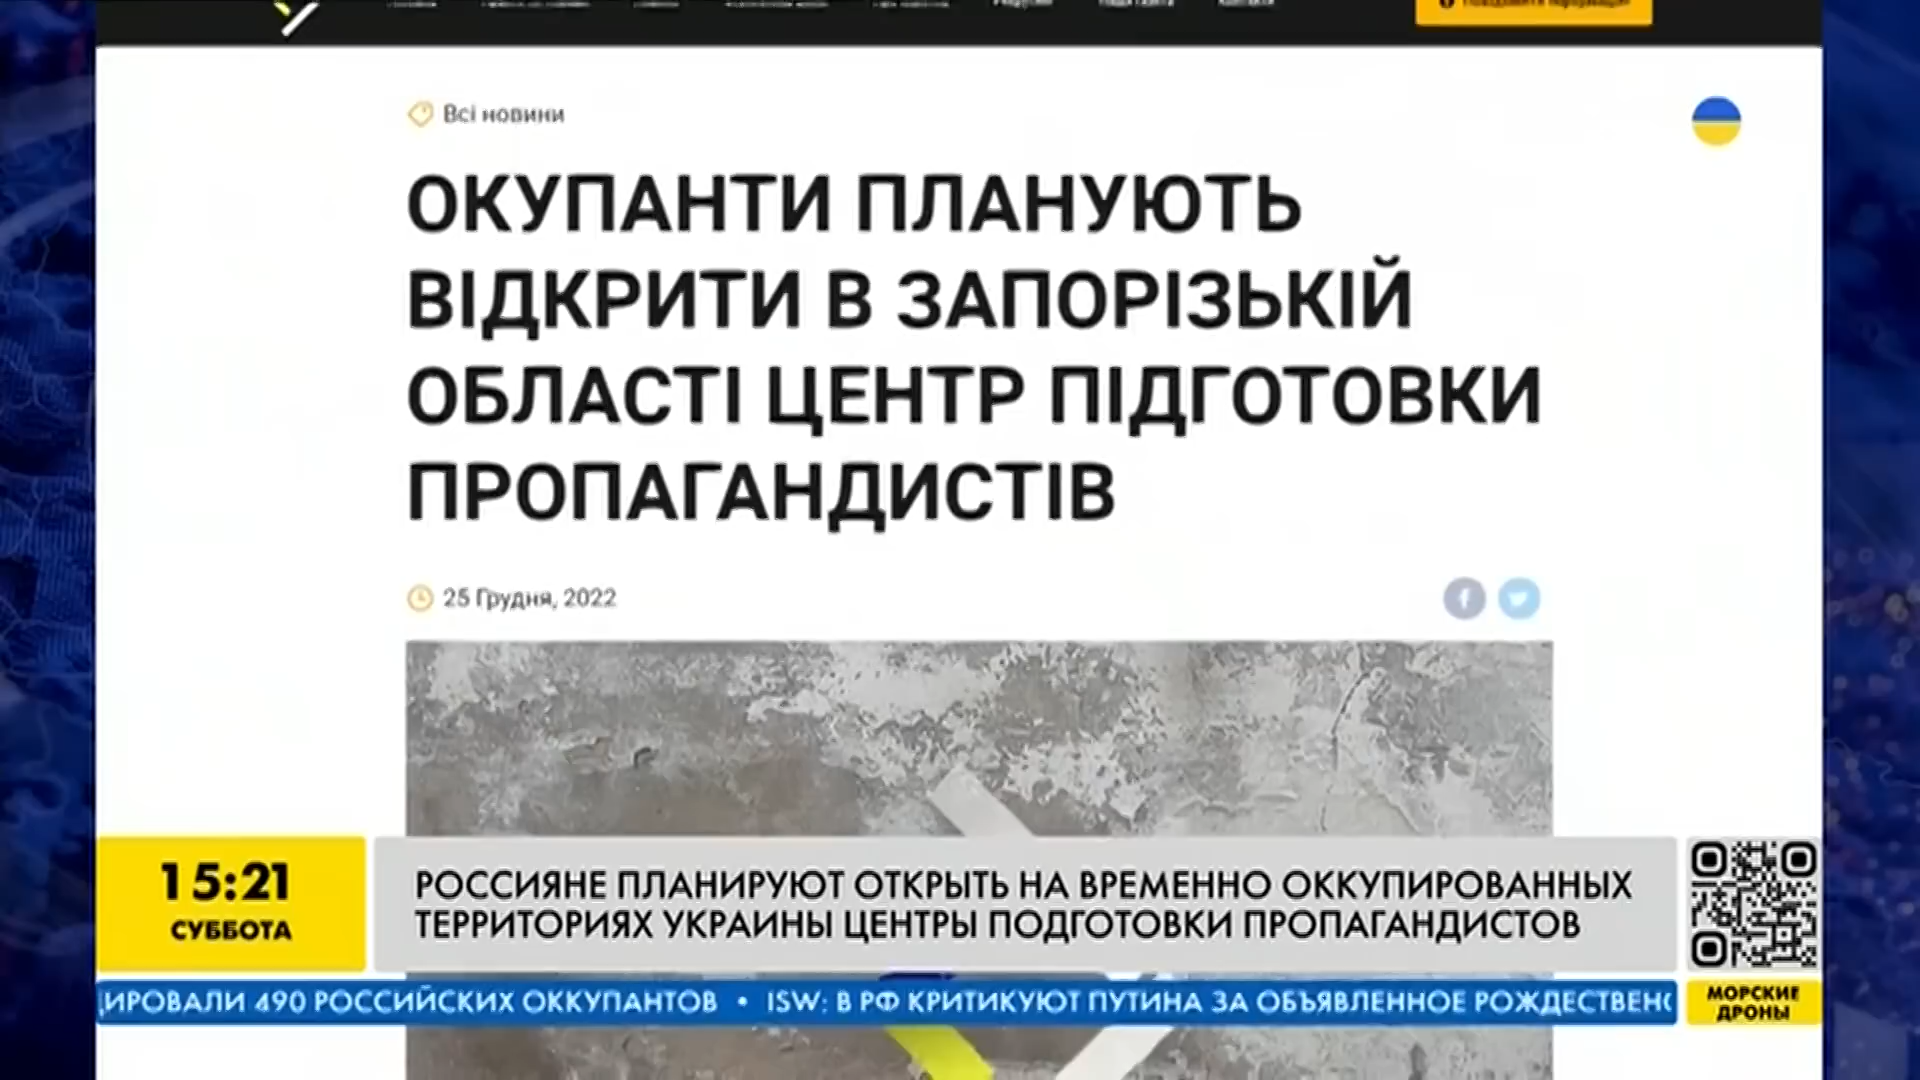 Всі новини
ОКУПАНТИ ПЛАНУЮТЬ
ВІДКРИТИ В ЗАПОРІЗЬКІЙ
ОБЛАСТІ ЦЕНТР ПІДГОТОВКИ
ПРОПАГАНДИСТІВ
25 Грудня, 2022
15:21
СУББОТА
РОССИЯНЕ ПЛАНИРУЮТ ОТКРЫТЬ НА ВРЕМЕННО ОККУПИРОВАННЫХ
ТЕРРИТОРИЯХ УКРАИНЫ ЦЕНТРЫ ПОДГОТОВКИ ПРОПАГАНДИСТОВ
ИРОВАЛИ 490 РОССИЙСКИХ ОККУПАНТОВ • ISW: В РФ КРИТИКУЮТ ПУТИНА ЗА ОБЪЯВЛЕННОЕ РОЖДЕСТВЕН
МОРСКИЕ
ДРОНЫ